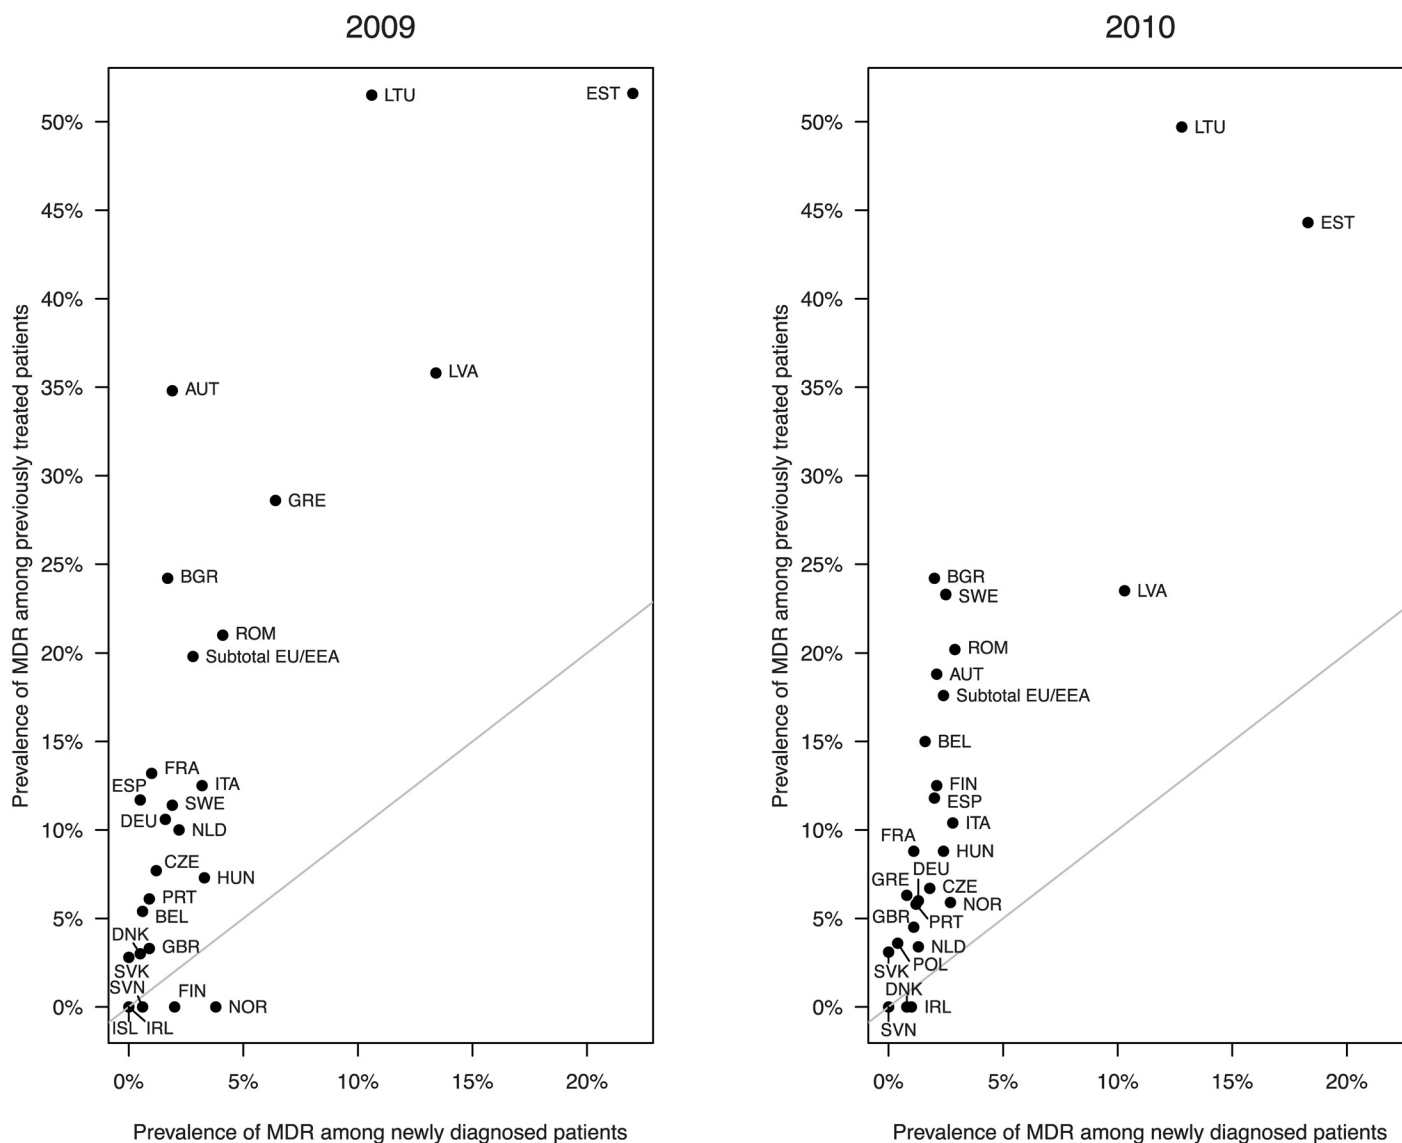 2009
Prevalence of MDR among previously treated patients
50%
45%
40%
35%
30%
25%
20%
15%
10%
5%
0%
LTU
EST
LVA
AUT
GRE
BGR
ROM
Subtotal EU/EEA
FRA
ITA
ESP
SWE
DEU
NLD
CZE
HUN
PRT
BEL
DNK
GBR
SVK
SVN
FIN
NOR
ISL
IRL
0%
5%
10%
15%
20%
Prevalence of MDR among newly diagnosed patients
2010
Prevalence of MDR among previously treated patients
50%
45%
40%
35%
30%
25%
20%
15%
10%
5%
0%
LTU
EST
BGR
LVA
SWE
ROM
AUT
Subtotal EU/EEA
BEL
FIN
ESP
ITA
FRA
HUN
DEU
GRE
CZE
NOR
GBR
PRT
NLD
POL
SVK
DNK
IRL
SVN
0%
5%
10%
15%
20%
Prevalence of MDR among newly diagnosed patients